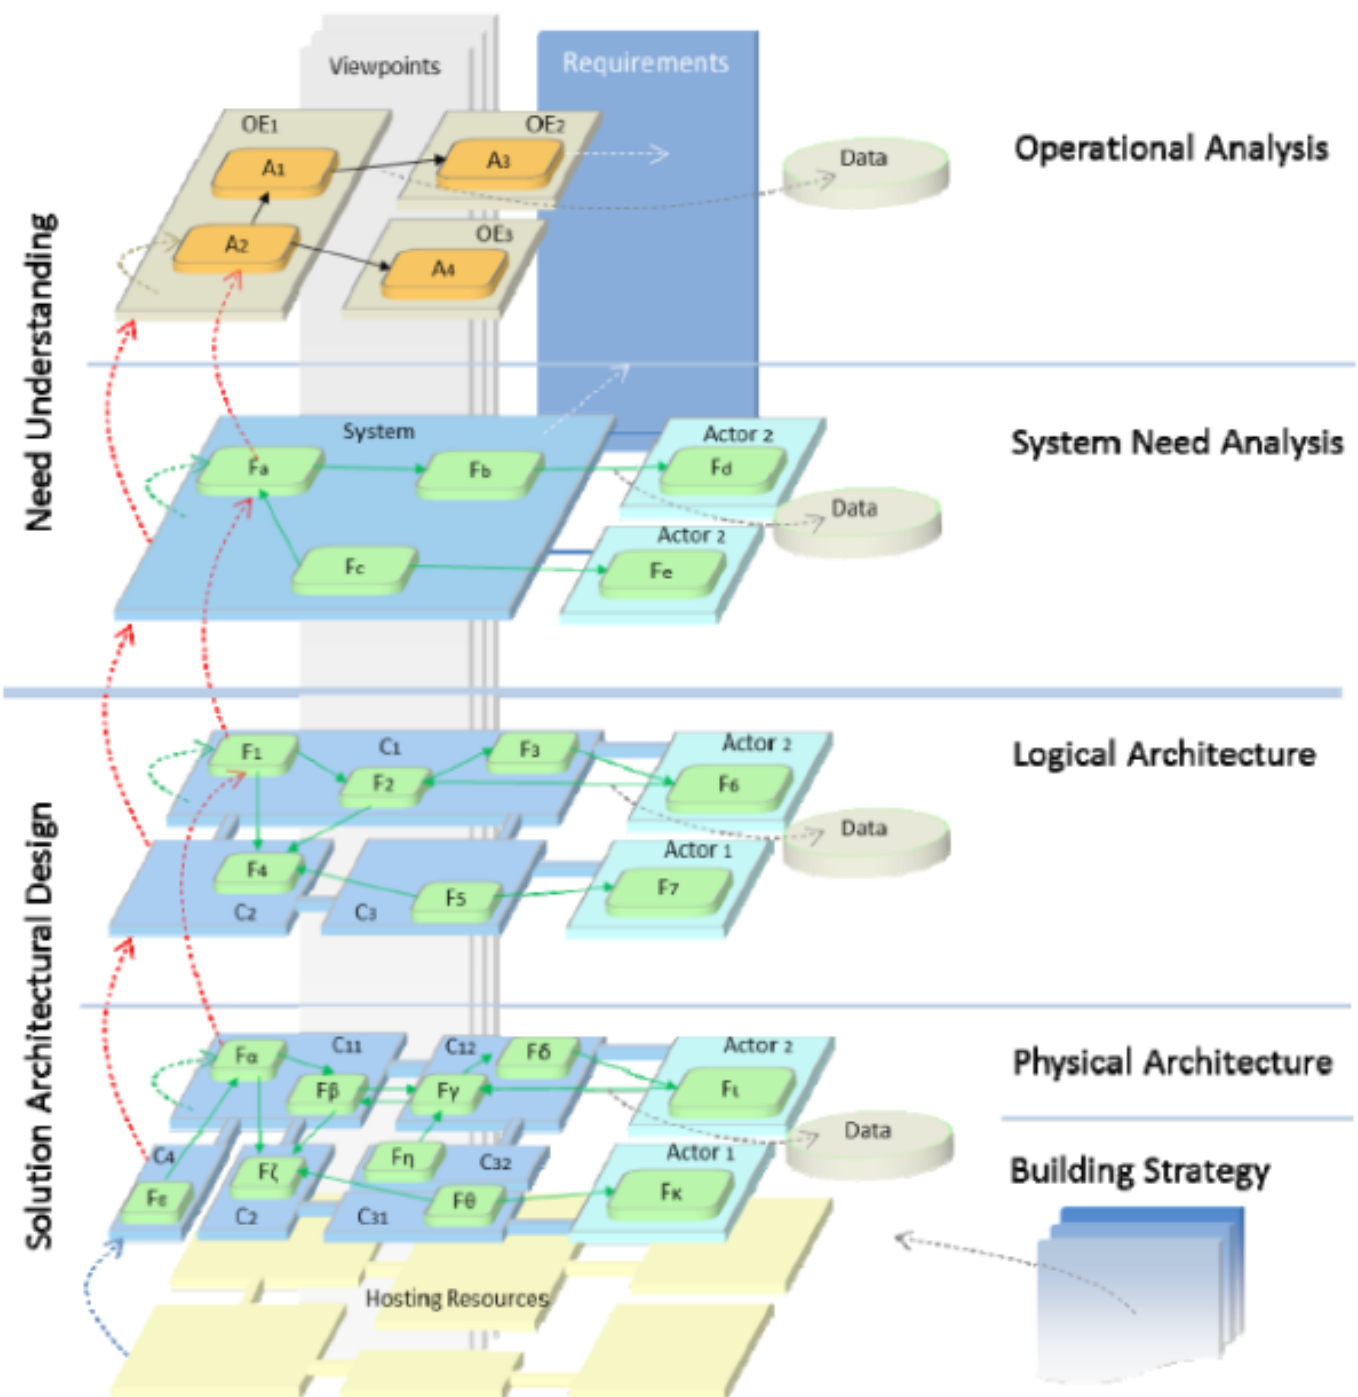 Viewpoints
Requirements
OE1
OE2
A1
A3
Data
Operational Analysis
A2
OE3
A4
Need Understanding
System
Actor 2
System Need Analysis
Fa
Fb
Fd
Data
Actor 2
Fc
Fe
F1
C1
F3
Actor 2
Logical Architecture
F2
F6
Data
Actor 1
F4
F7
F5
C2
C3
Solution Architectural Design
Fα
C11
C12
Fδ
Actor 2
Physical Architecture
Fβ
Fγ
Fι
Data
C4
Fη
C32
Actor 1
Building Strategy
Fζ
Fε
Fθ
Fκ
C2
C31
Hosting Resources